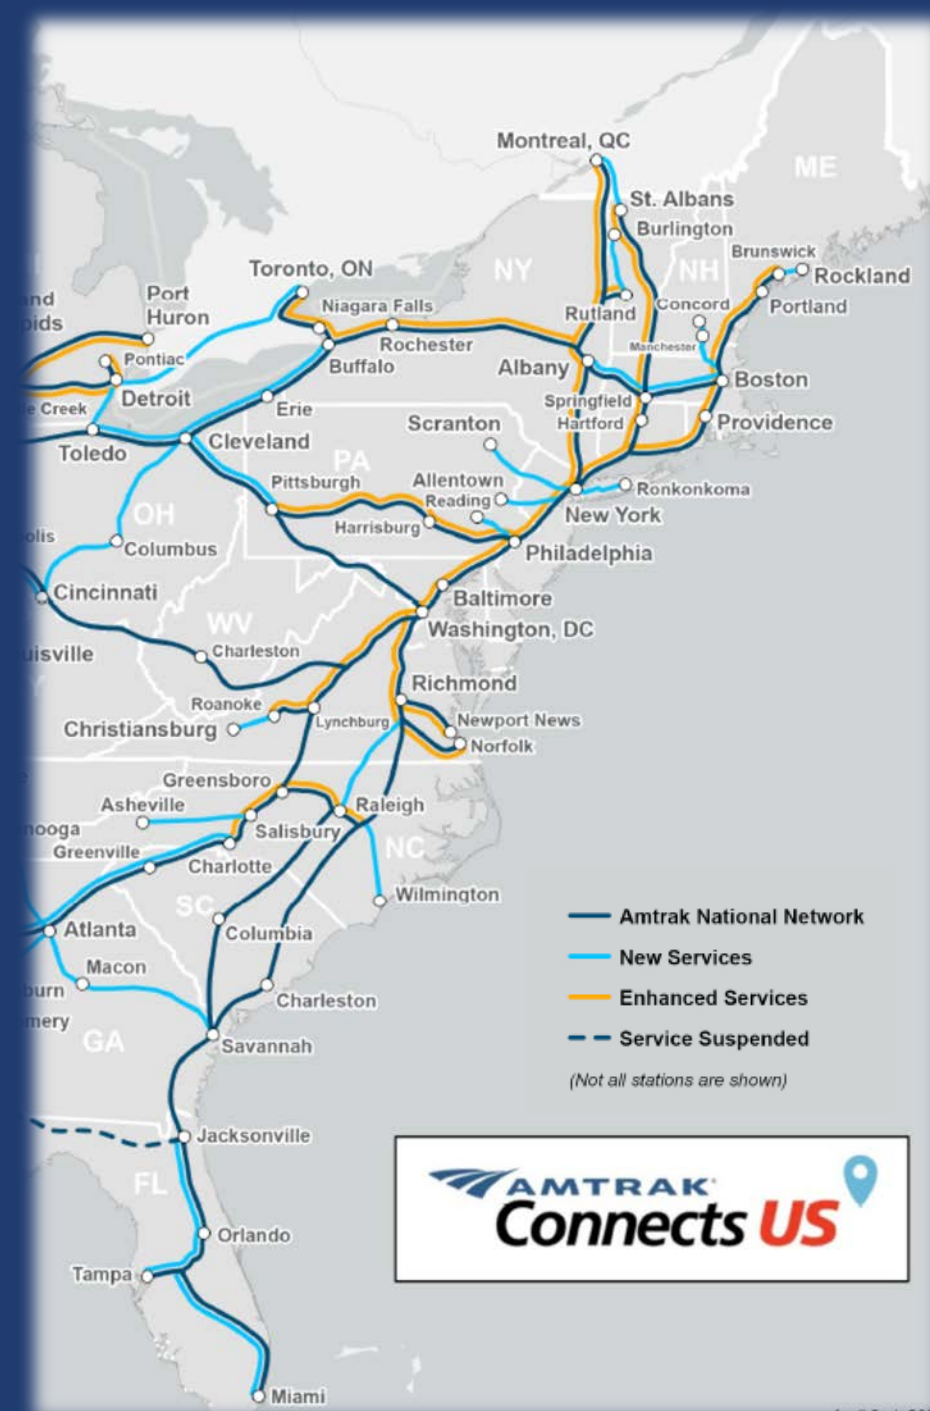 Montreal, QC
ME
St. Albans
Burlington
Brunswick
NY
NH
Rockland
Toronto, ON
Port
Huron
Niagara Falls
Rutland
Concord
Portland
Rochester
Manchester
Pontiac
Buffalo
Albany
Boston
Detroit
Creek
Erie
Springfield
Scranton
Hartford
Providence
Toledo
Cleveland
PA
Pittsburgh
Allentown
Reading
Ronkonkoma
OH
Harrisburg
New York
Columbus
Philadelphia
Cincinnati
Baltimore
WV
Washington, DC
Charleston
Richmond
Roanoke
Christiansburg
Lynchburg
Newport News
Norfolk
Greensboro
Asheville
Raleigh
Salisbury
Greenville
Charlotte
NC
SC
Wilmington
Columbia
Atlanta
Macon
Charleston
GA
Savannah
Jacksonville
FL
Orlando
Tampa
Miami
Amtrak National Network
New Services
Enhanced Services
Service Suspended
(Not all stations are shown)
AMTRAK
Connects US